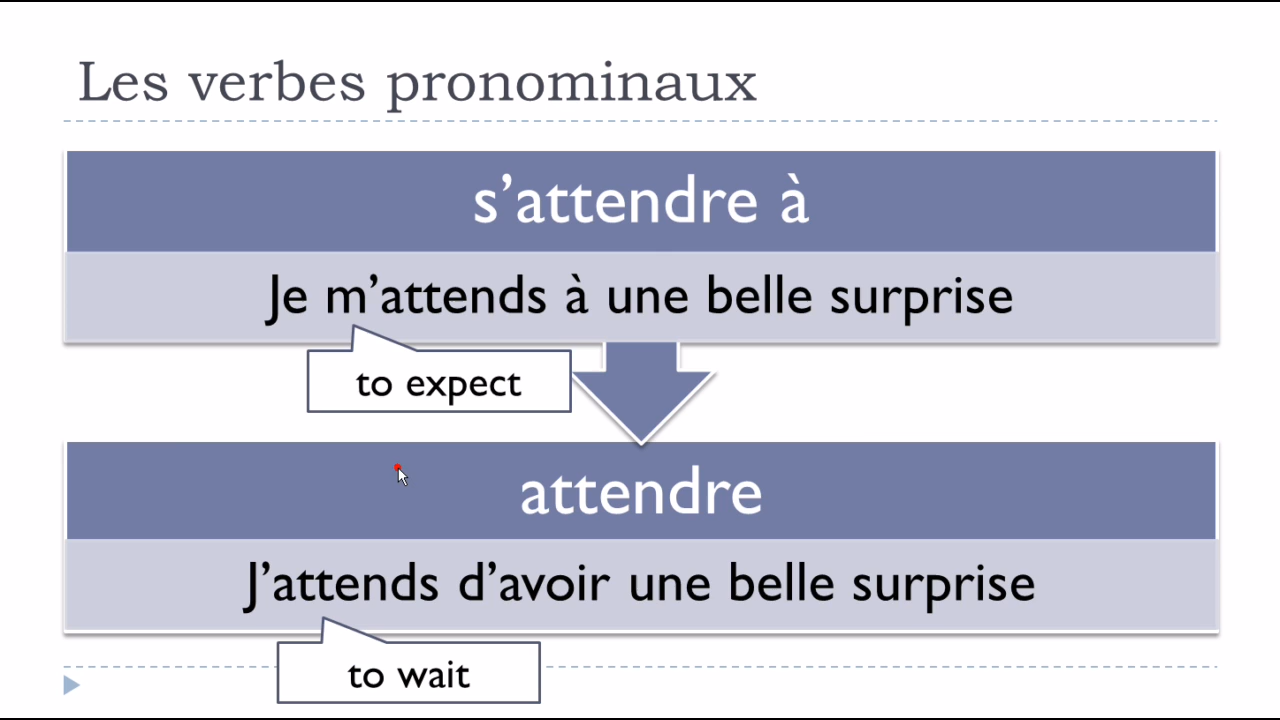 Les verbes pronominaux
s’attendre à
Je m’attends à une belle surprise
to expect
attendre
J’attends d’avoir une belle surprise
to wait